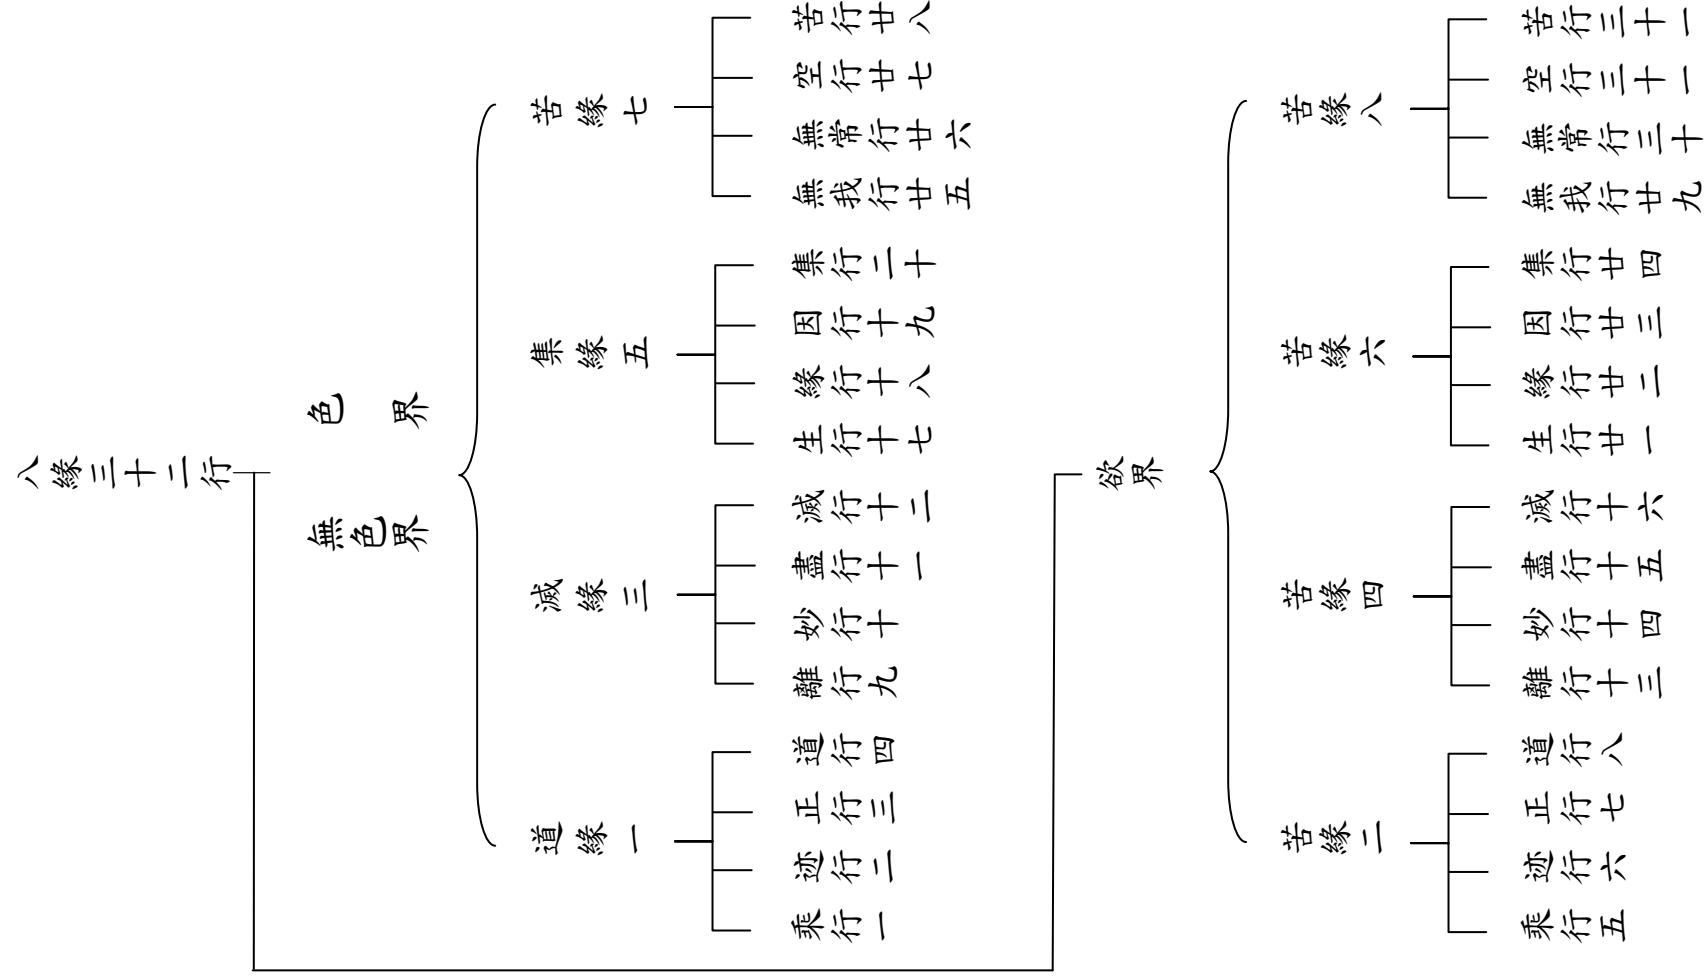 八緣三十二行
色界
無色界
苦緣七
苦行廿八
空行廿七
無常行廿六
無我行廿五
集緣五
集行二十
因行十九
緣行十八
生行十七
滅緣三
滅行十二
盡行十一
妙行十
離行九
道緣一
道行四
正行三
迹行二
乘行一
欲界
苦緣八
苦行三十一
空行三十一
無常行三十
無我行廿九
苦緣六
集行廿四
因行廿三
緣行廿二
生行廿一
苦緣四
滅行十六
盡行十五
妙行十四
離行十三
苦緣二
道行八
正行七
迹行六
乘行五